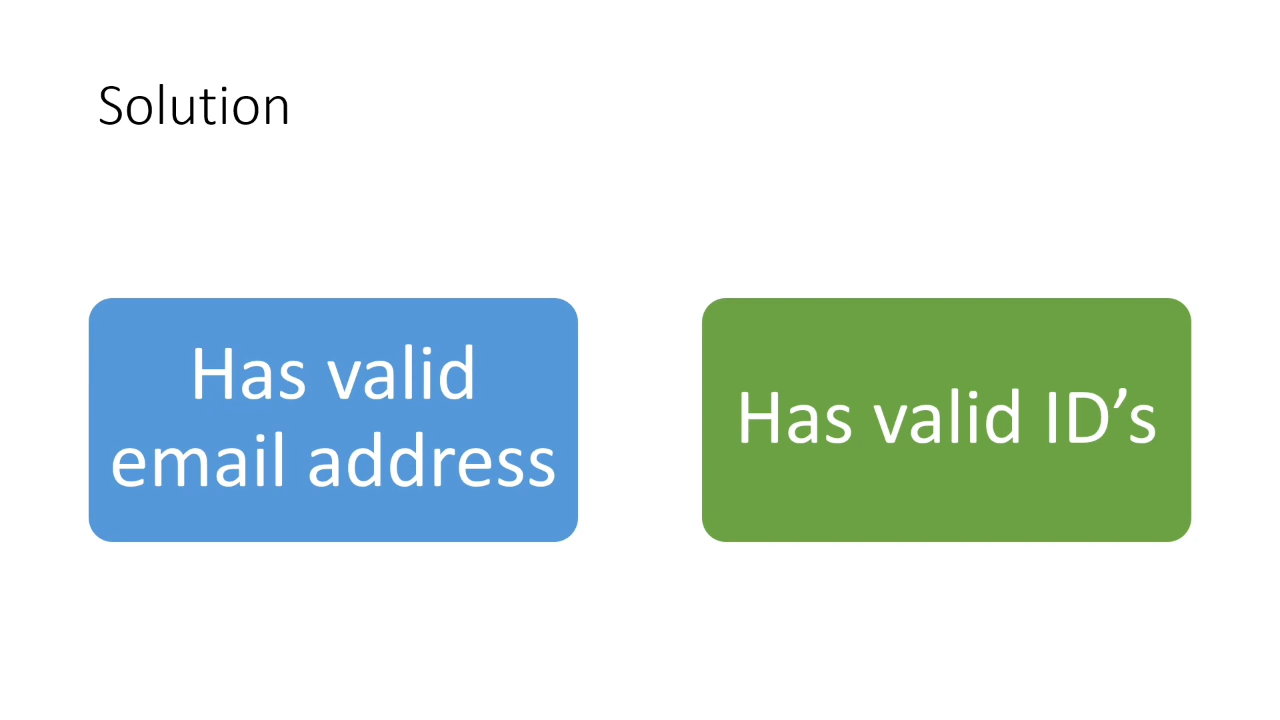 Solution
Has valid
email address
Has valid ID’s